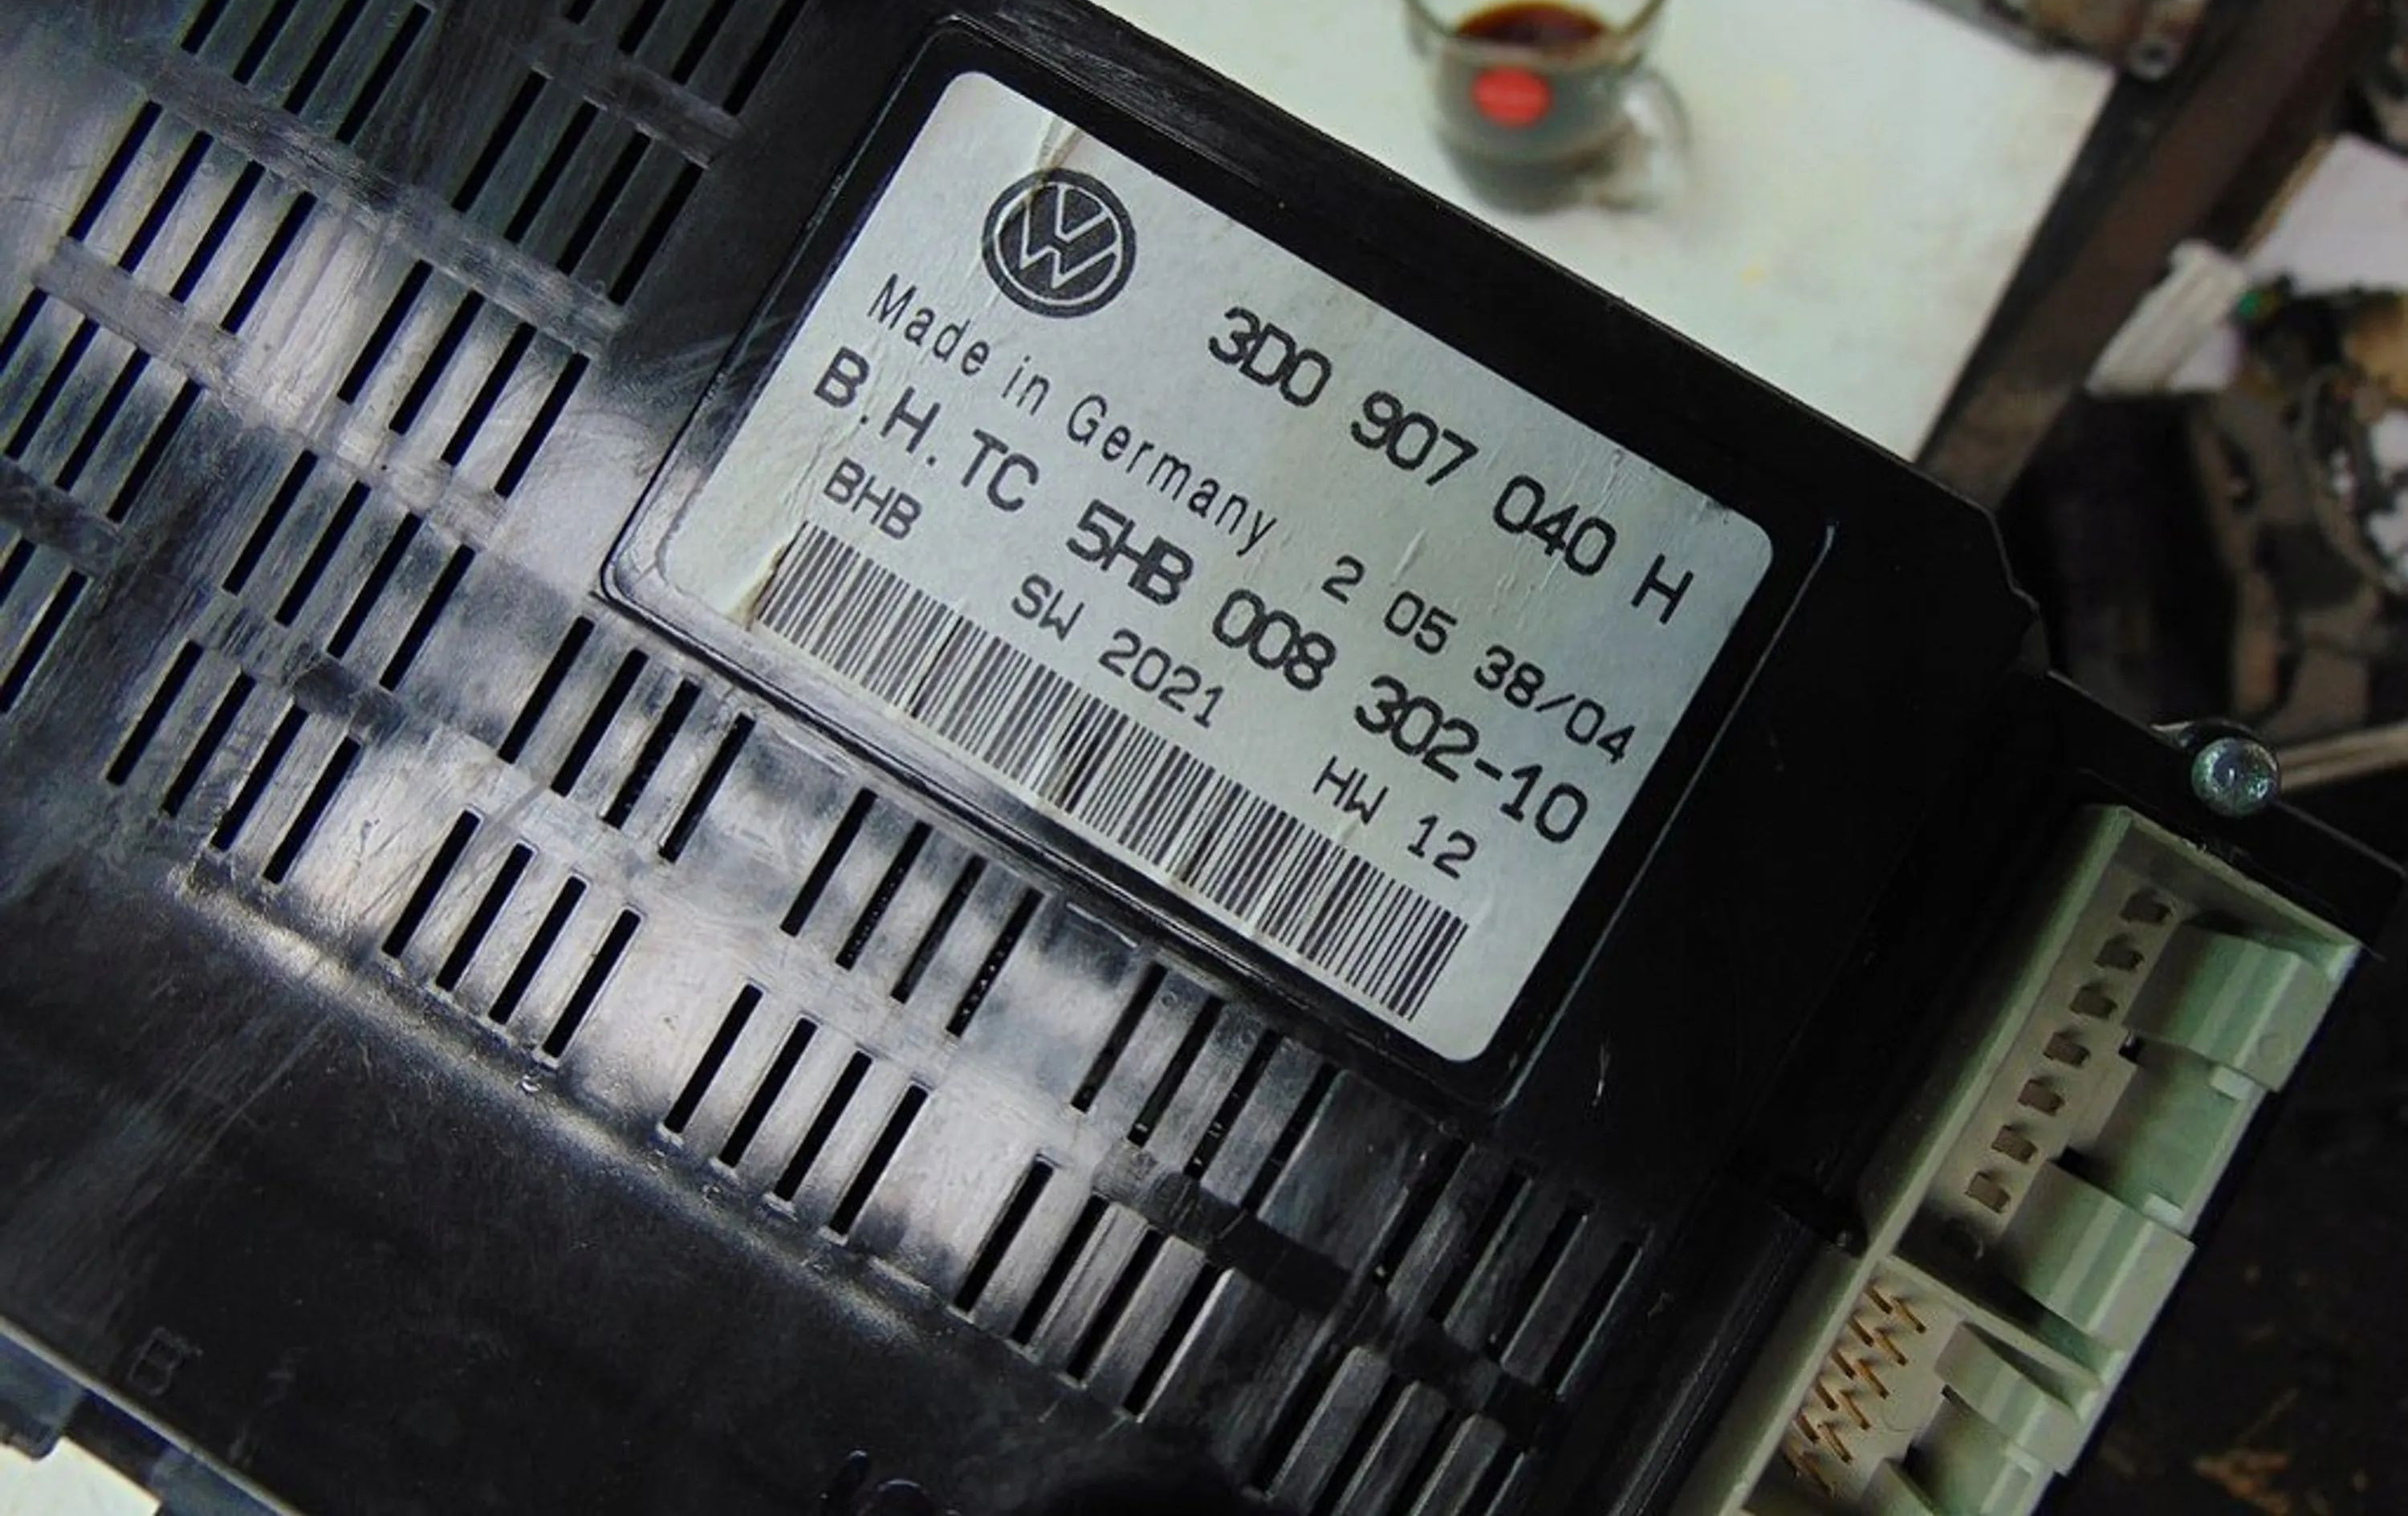 3D0 907 040 H
Made in Germany 2 05 38/04
B.H.TC 5HB 008 302-10
BHB SW 2021 HW 12